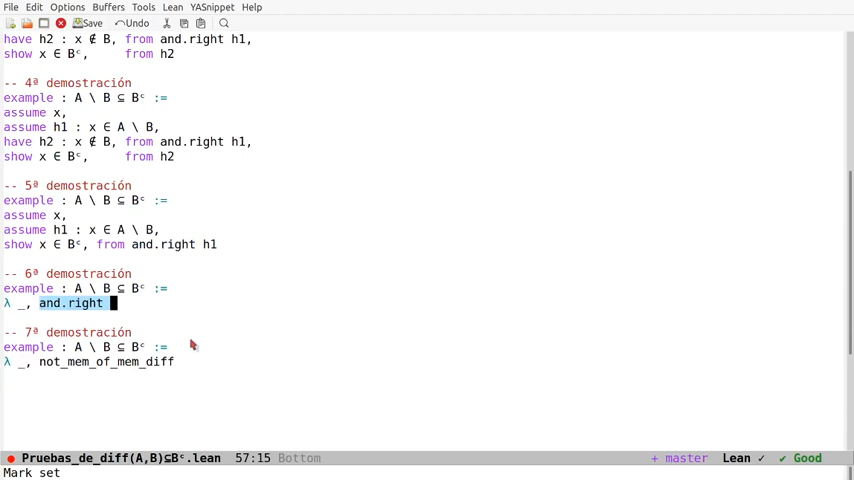 File Edit Options Buffers Tools Lean YASnippet Help
Save Undo
have h2 : x ∉ B, from and.right h1,
show x ∈ Bᶜ,     from h2
-- 4ª demostración
example : A \ B ⊆ Bᶜ :=
assume x,
assume h1 : x ∈ A \ B,
have h2 : x ∉ B, from and.right h1,
show x ∈ Bᶜ,     from h2
-- 5ª demostración
example : A \ B ⊆ Bᶜ :=
assume x,
assume h1 : x ∈ A \ B,
show x ∈ Bᶜ, from and.right h1
-- 6ª demostración
example : A \ B ⊆ Bᶜ :=
λ _, and.right
-- 7ª demostración
example : A \ B ⊆ Bᶜ :=
λ _, not_mem_of_mem_diff
Pruebas_de_diff(A,B)⊆Bᶜ.lean 57:15 Bottom + master Lean ✓ ✔ Good
Mark set